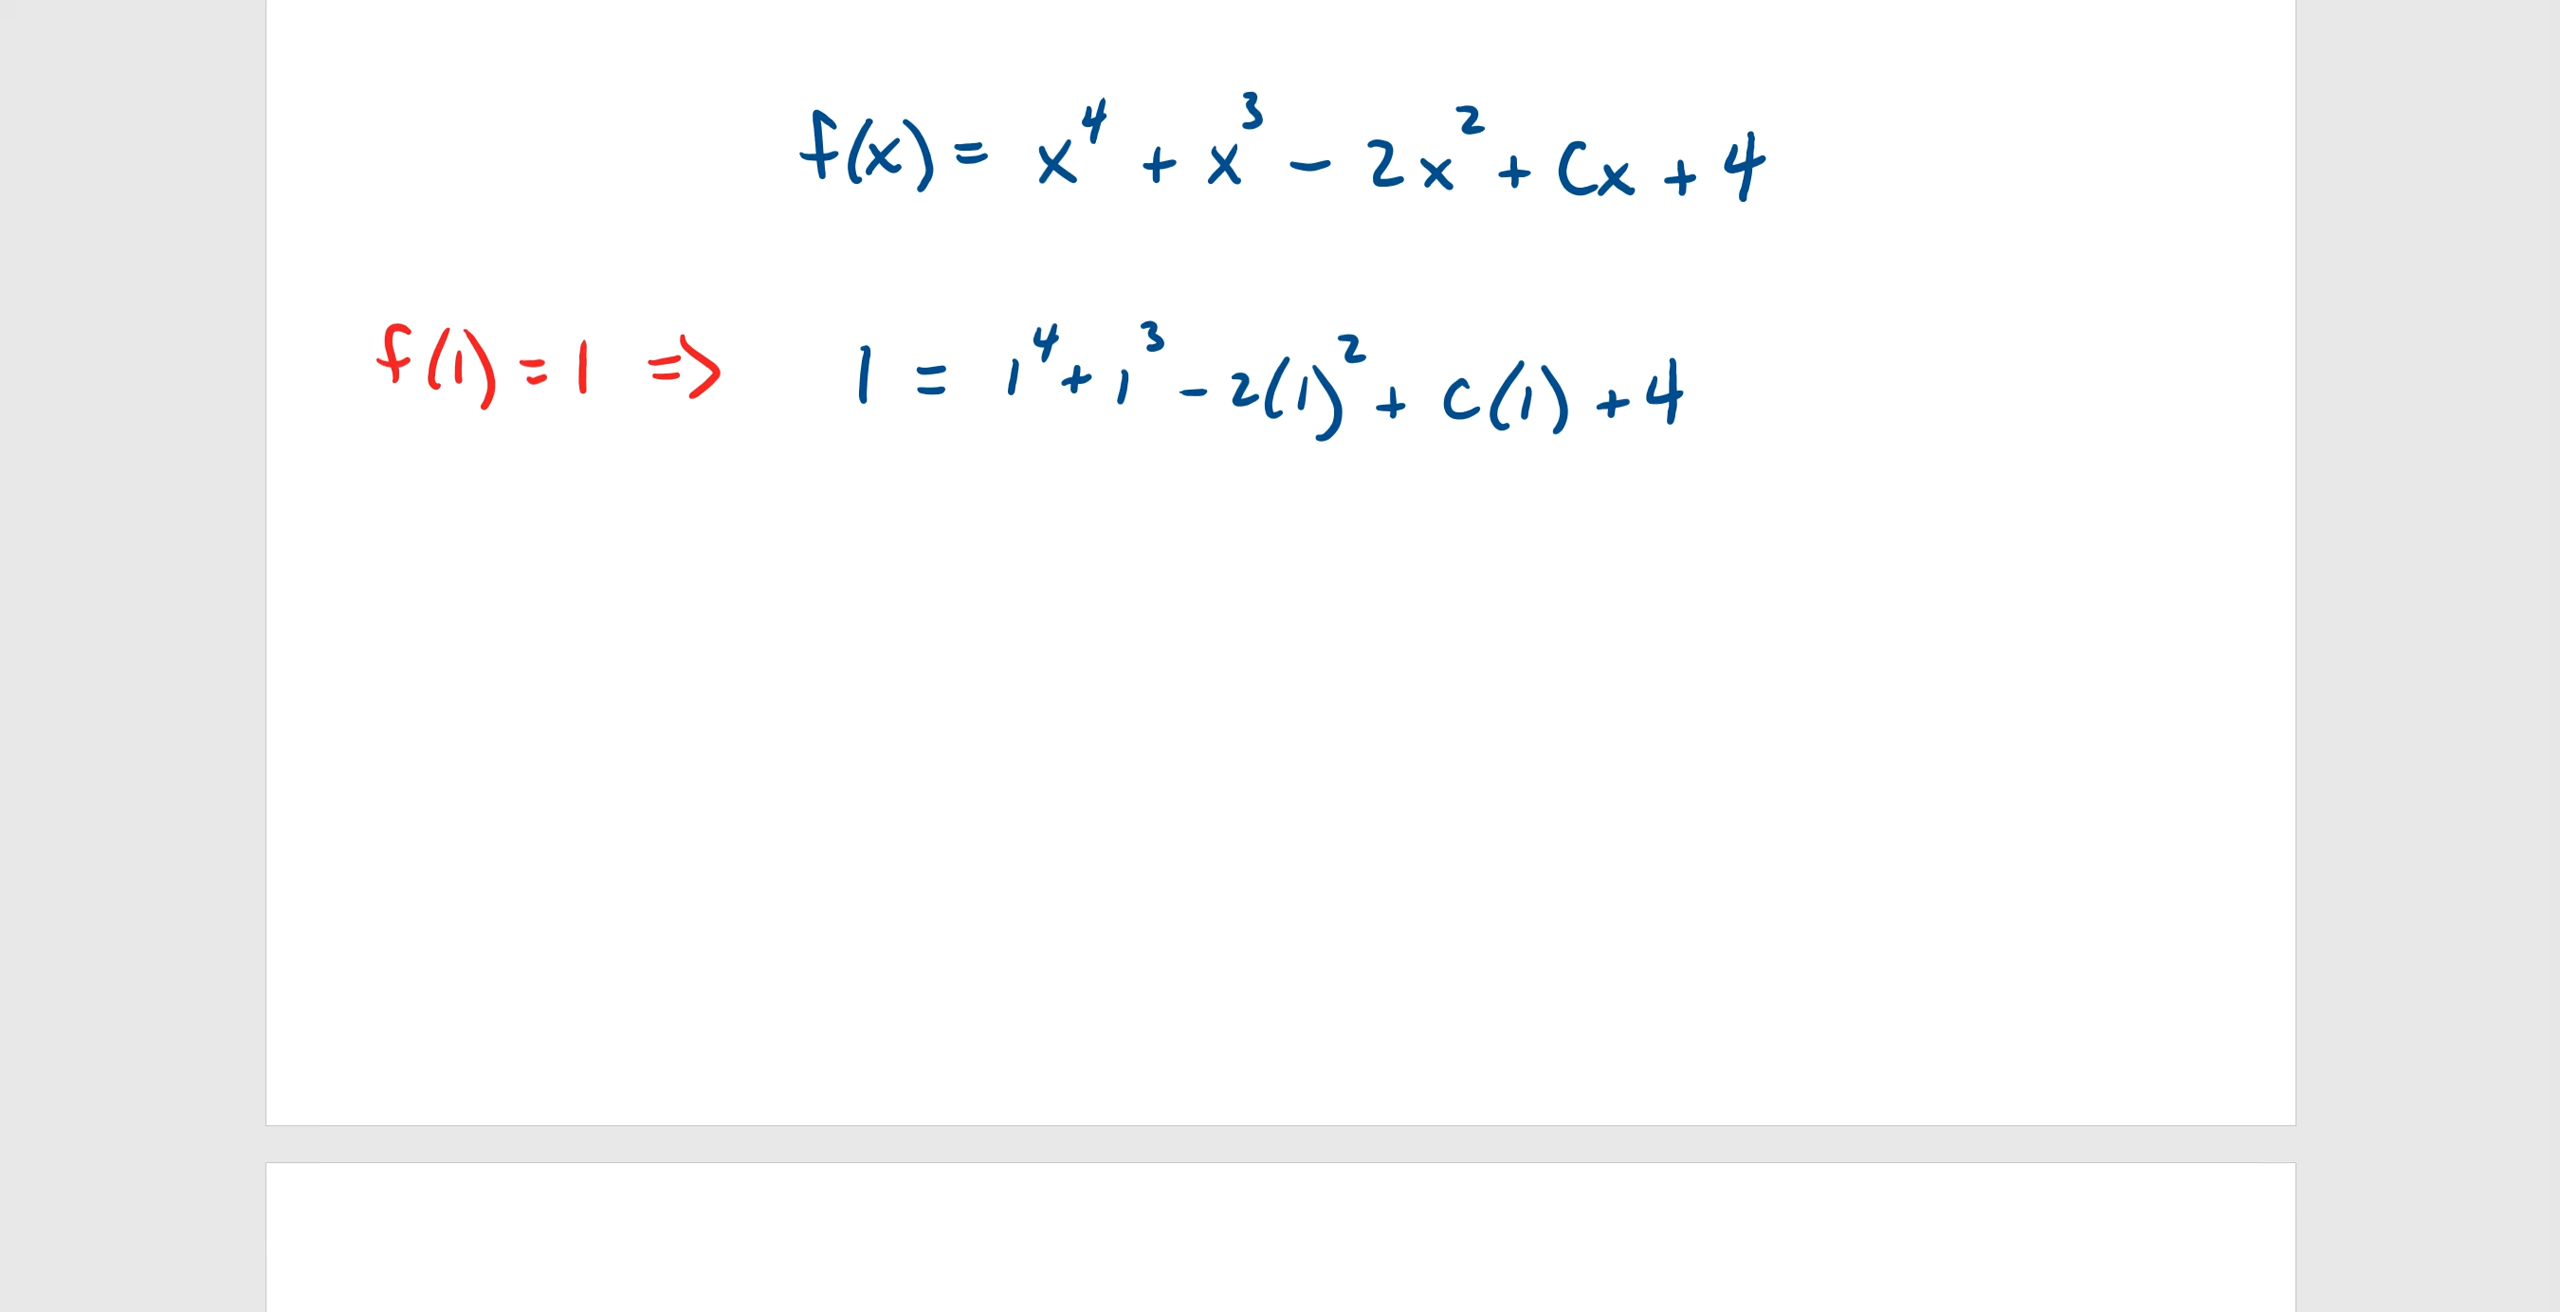 f(x) = x⁴ + x³ - 2x² + Cx + 4
f(1) = 1 => 1 = 1⁴ + 1³ - 2(1)² + C(1) + 4